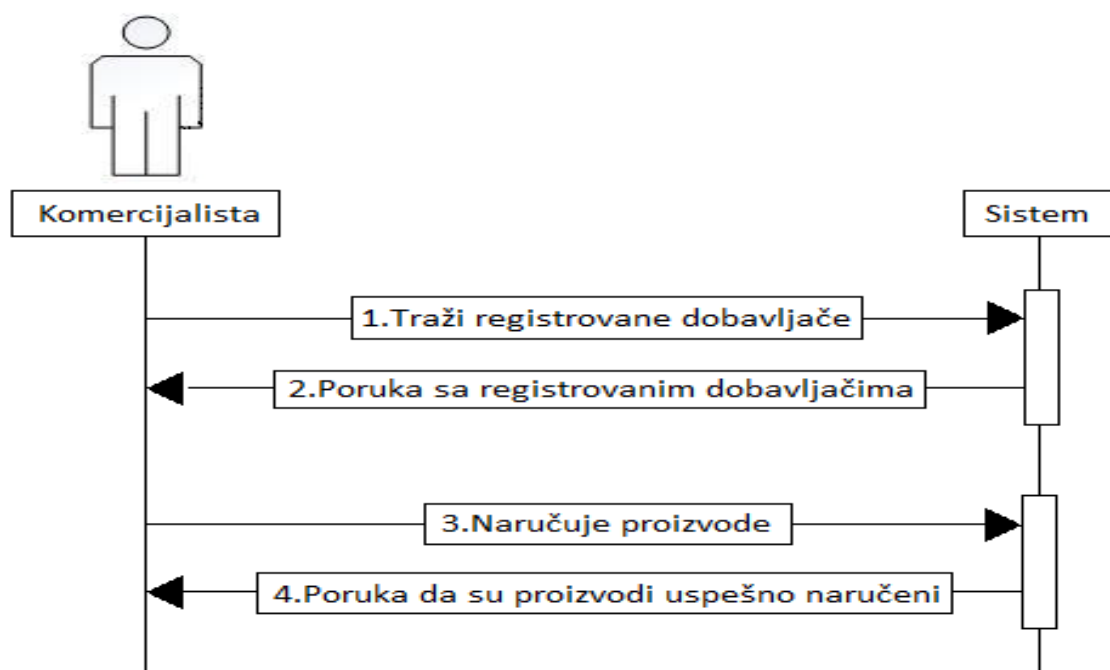 Komercijalista
Sistem
1.Traži registrovane dobavljače
2.Poruka sa registrovanim dobavljačima
3.Naručuje proizvode
4.Poruka da su proizvodi uspešno naručeni